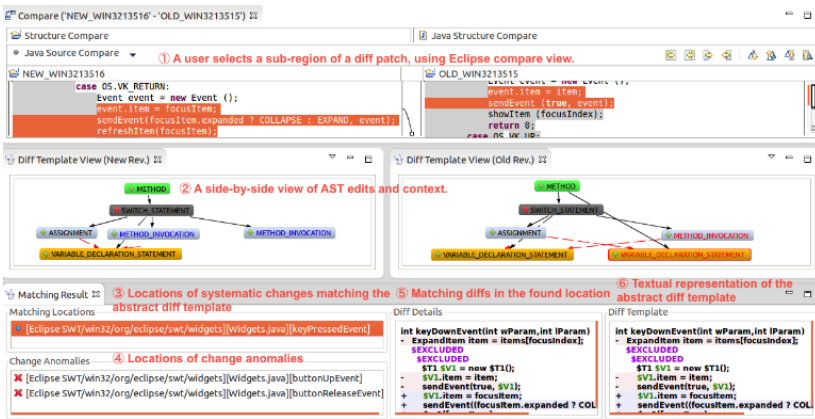 Compare ('NEW_WIN3213516' - 'OLD_WIN3213515')
Structure Compare
Java Structure Compare
Java Source Compare
① A user selects a sub-region of a diff patch, using Eclipse compare view.
NEW_WIN3213516
case OS.VK_RETURN:
Event event = new Event ();
event.item = focusItem;
sendEvent(focusItem.expanded ? COLLAPSE : EXPAND, event);
refreshItem(focusItem);
OLD_WIN3213515
Event event = new Event ();
event.item = item;
sendEvent (true, event);
showItem (focusIndex);
return 0;
case OS.VK_UP:
Diff Template View (New Rev.)
Diff Template View (Old Rev.)
② A side-by-side view of AST edits and context.
METHOD
SWITCH_STATEMENT
ASSIGNMENT
METHOD_INVOCATION
METHOD_INVOCATION
VARIABLE_DECLARATION_STATEMENT
METHOD
SWITCH_STATEMENT
ASSIGNMENT
METHOD_INVOCATION
VARIABLE_DECLARATION_STATEMENT
VARIABLE_DECLARATION_STATEMENT
Matching Result
③ Locations of systematic changes matching the
abstract diff template
⑤ Matching diffs in the found location
⑥ Textual representation of the
abstract diff template
Matching Locations
[Eclipse SWT/win32/org/eclipse/swt/widgets][Widgets.java][keyPressedEvent]
④ Locations of change anomalies
Change Anomalies
[Eclipse SWT/win32/org/eclipse/swt/widgets][Widgets.java][buttonUpEvent]
[Eclipse SWT/win32/org/eclipse/swt/widgets][Widgets.java][buttonReleaseEvent]
Diff Details
int keyDownEvent(int wParam,int lParam)
- ExpandItem item = items[focusIndex];
$EXCLUDED
$EXCLUDED
$T1 $V1 = new $T1();
- $V1.item = item;
- sendEvent(true, $V1);
+ $V1.item = focusItem;
+ sendEvent((focusItem.expanded ? COL
Diff Template
int keyDownEvent(int wParam,int lParam)
- ExpandItem item = items[focusIndex];
$EXCLUDED
$EXCLUDED
$T1 $V1 = new $T1();
- $V1.item = item;
- sendEvent(true, $V1);
+ $V1.item = focusItem;
+ sendEvent((focusItem.expanded ? COL.